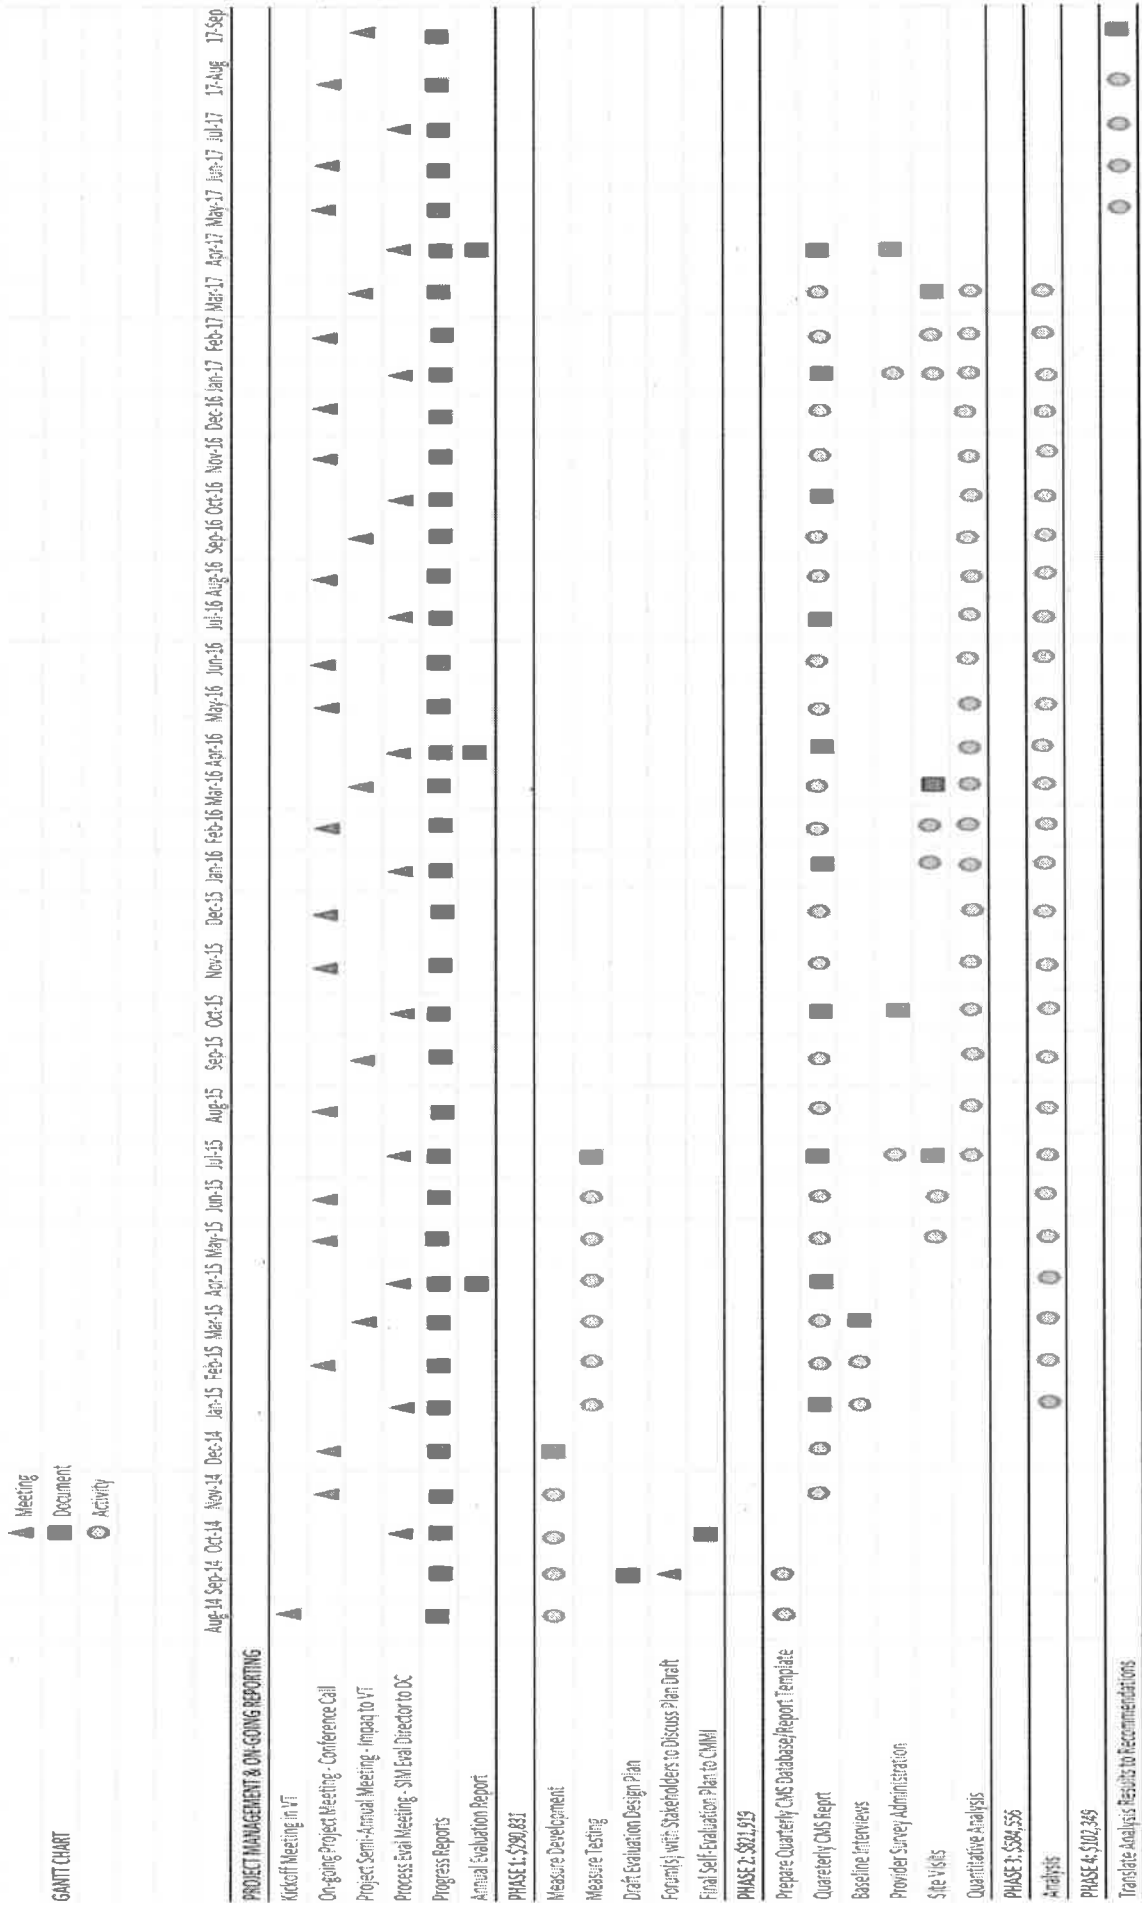 GANTT CHART
Meeting
Document
Activity
Aug-14 Sep-14 Oct-14 Nov-14 Dec-14 Jan-15 Feb-15 Mar-15 Apr-15 May-15 Jun-15 Jul-15 Aug-15 Sep-15 Oct-15 Nov-15 Dec-15 Jan-16 Feb-16 Mar-16 Apr-16 May-16 Jun-16 Jul-16 Aug-16 Sep-16 Oct-16 Nov-16 Dec-16 Jan-17 Feb-17 Mar-17 Apr-17 May-17 Jun-17 Jul-17 17-Aug 17-Sep
PROJECT MANAGEMENT & ON-GOING REPORTING
Kickoff Meeting in VT
On-going Project Meeting - Conference Call
Project Semi-Annual Meeting - Impaq to VT
Process Eval Meeting - SIM Eval Director to DC
Progress Reports
Annual Evaluation Report
PHASE 1: $290,831
Measure Development
Measure Testing
Draft Evaluation Design Plan
Forum(s) with Stakeholders to Discuss Plan Draft
Final Self-Evaluation Plan to CMMI
PHASE 2: $821,919
Prepare Quarterly CMS Database/Report Template
Quareterly CMS Reprt
Baseline Interviews
Provider Survey Administration
Site Visits
Quantitative Analysis
PHASE 3: $584,556
Analysis
PHASE 4: $102,349
Translate Analysis Results to Recommendations